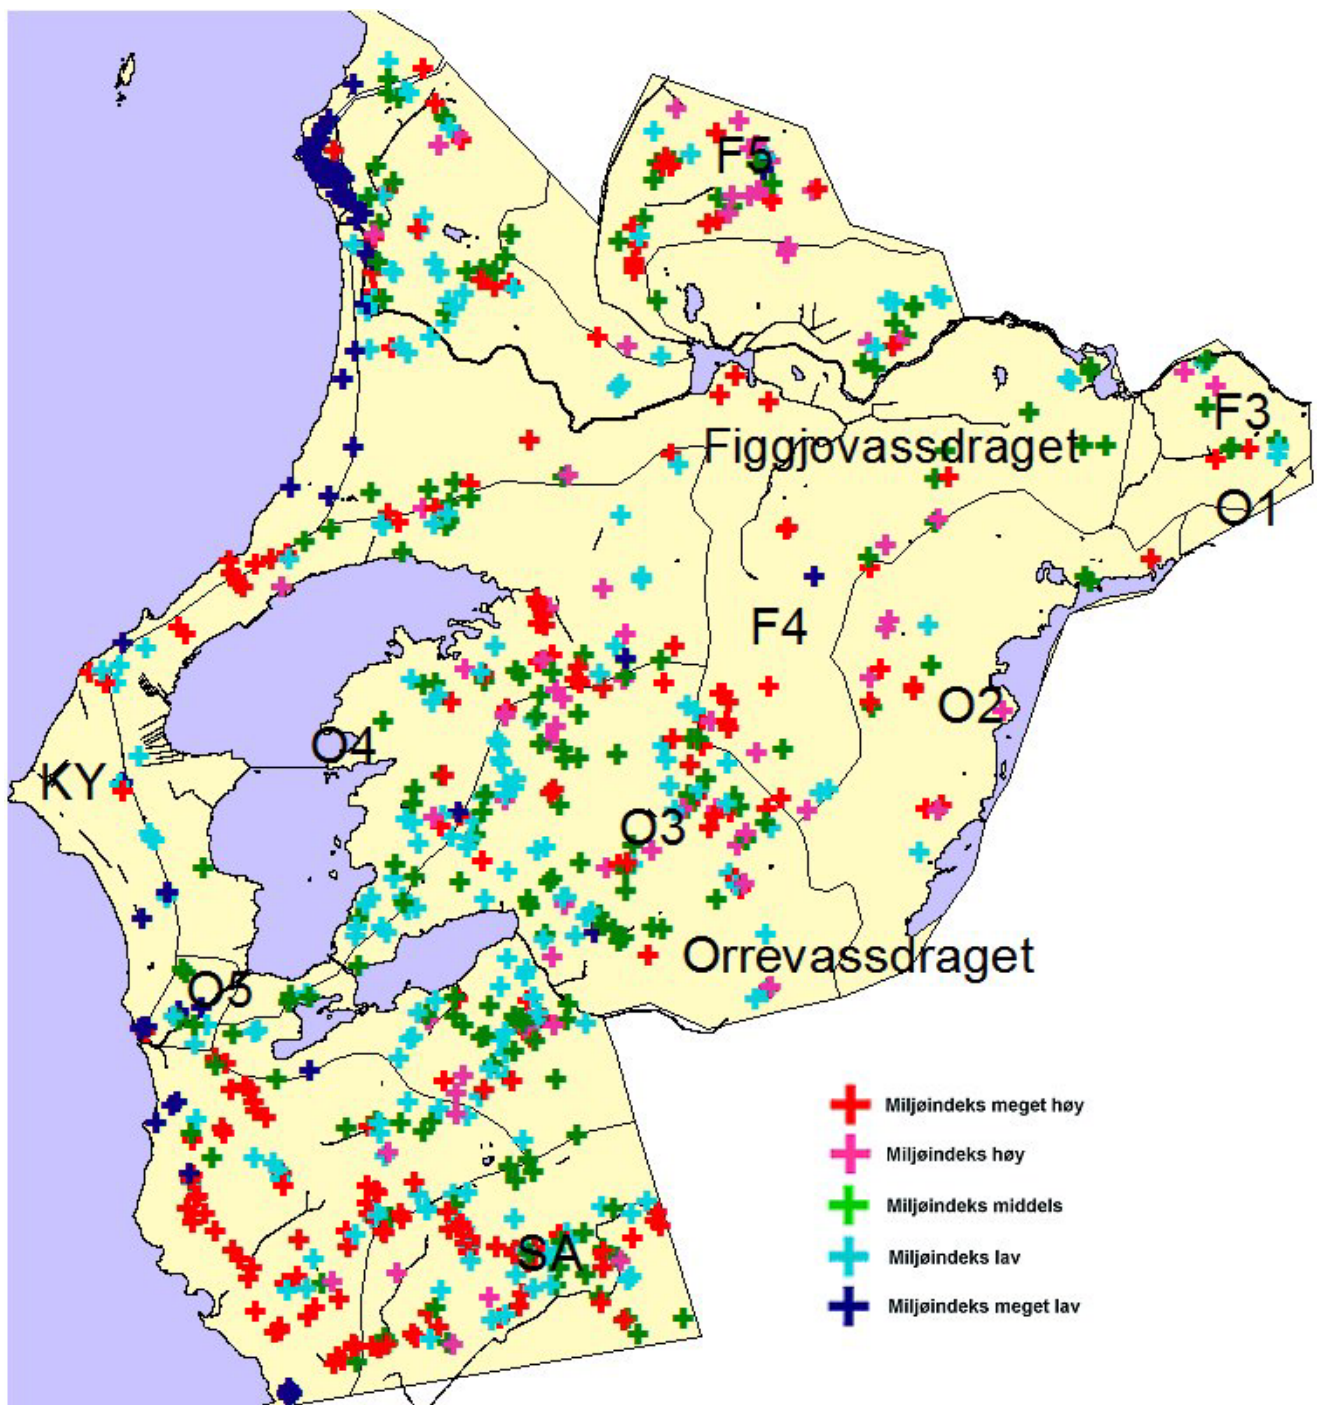 F5
F3
Figgjovassdraget
O1
F4
O2
O4
KY
O3
Orrevassdraget
O5
Miljøindeks meget høy
Miljøindeks høy
Miljøindeks middels
SA
Miljøindeks lav
Miljøindeks meget lav